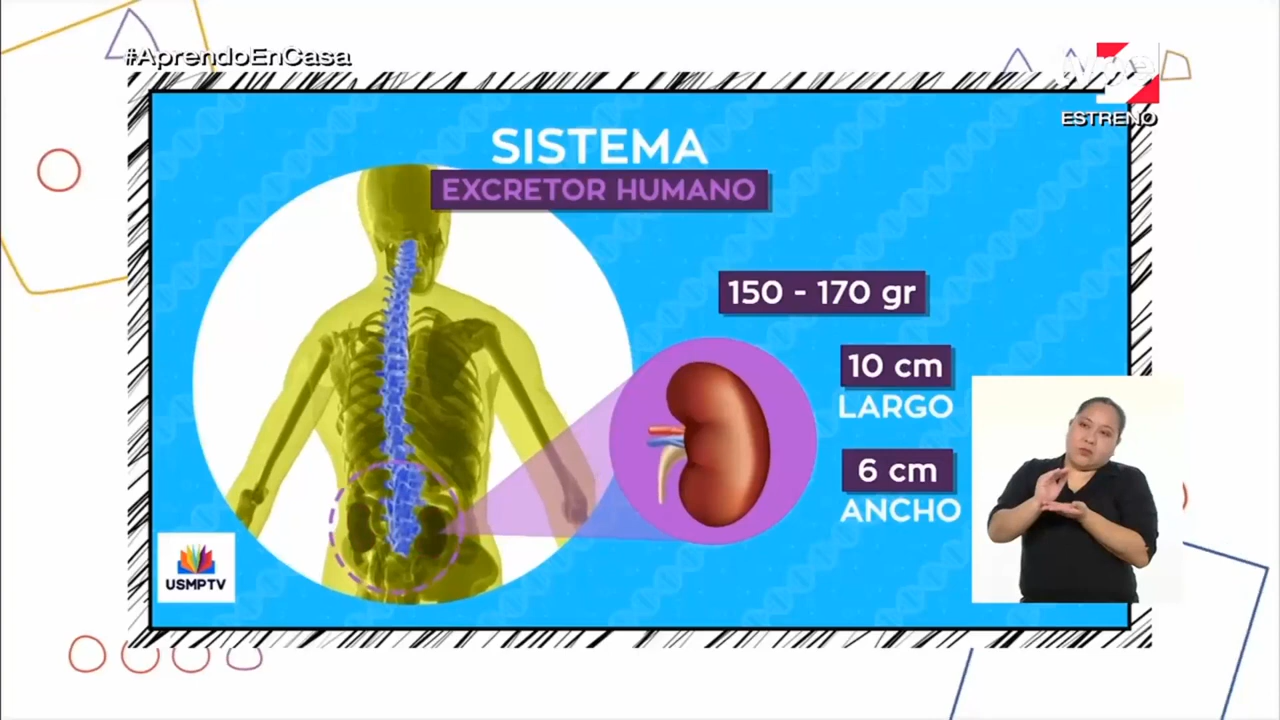 #AprendoEnCasa
ESTRENO
SISTEMA
EXCRETOR HUMANO
150 - 170 gr
10 cm
LARGO
6 cm
ANCHO
USMPTV